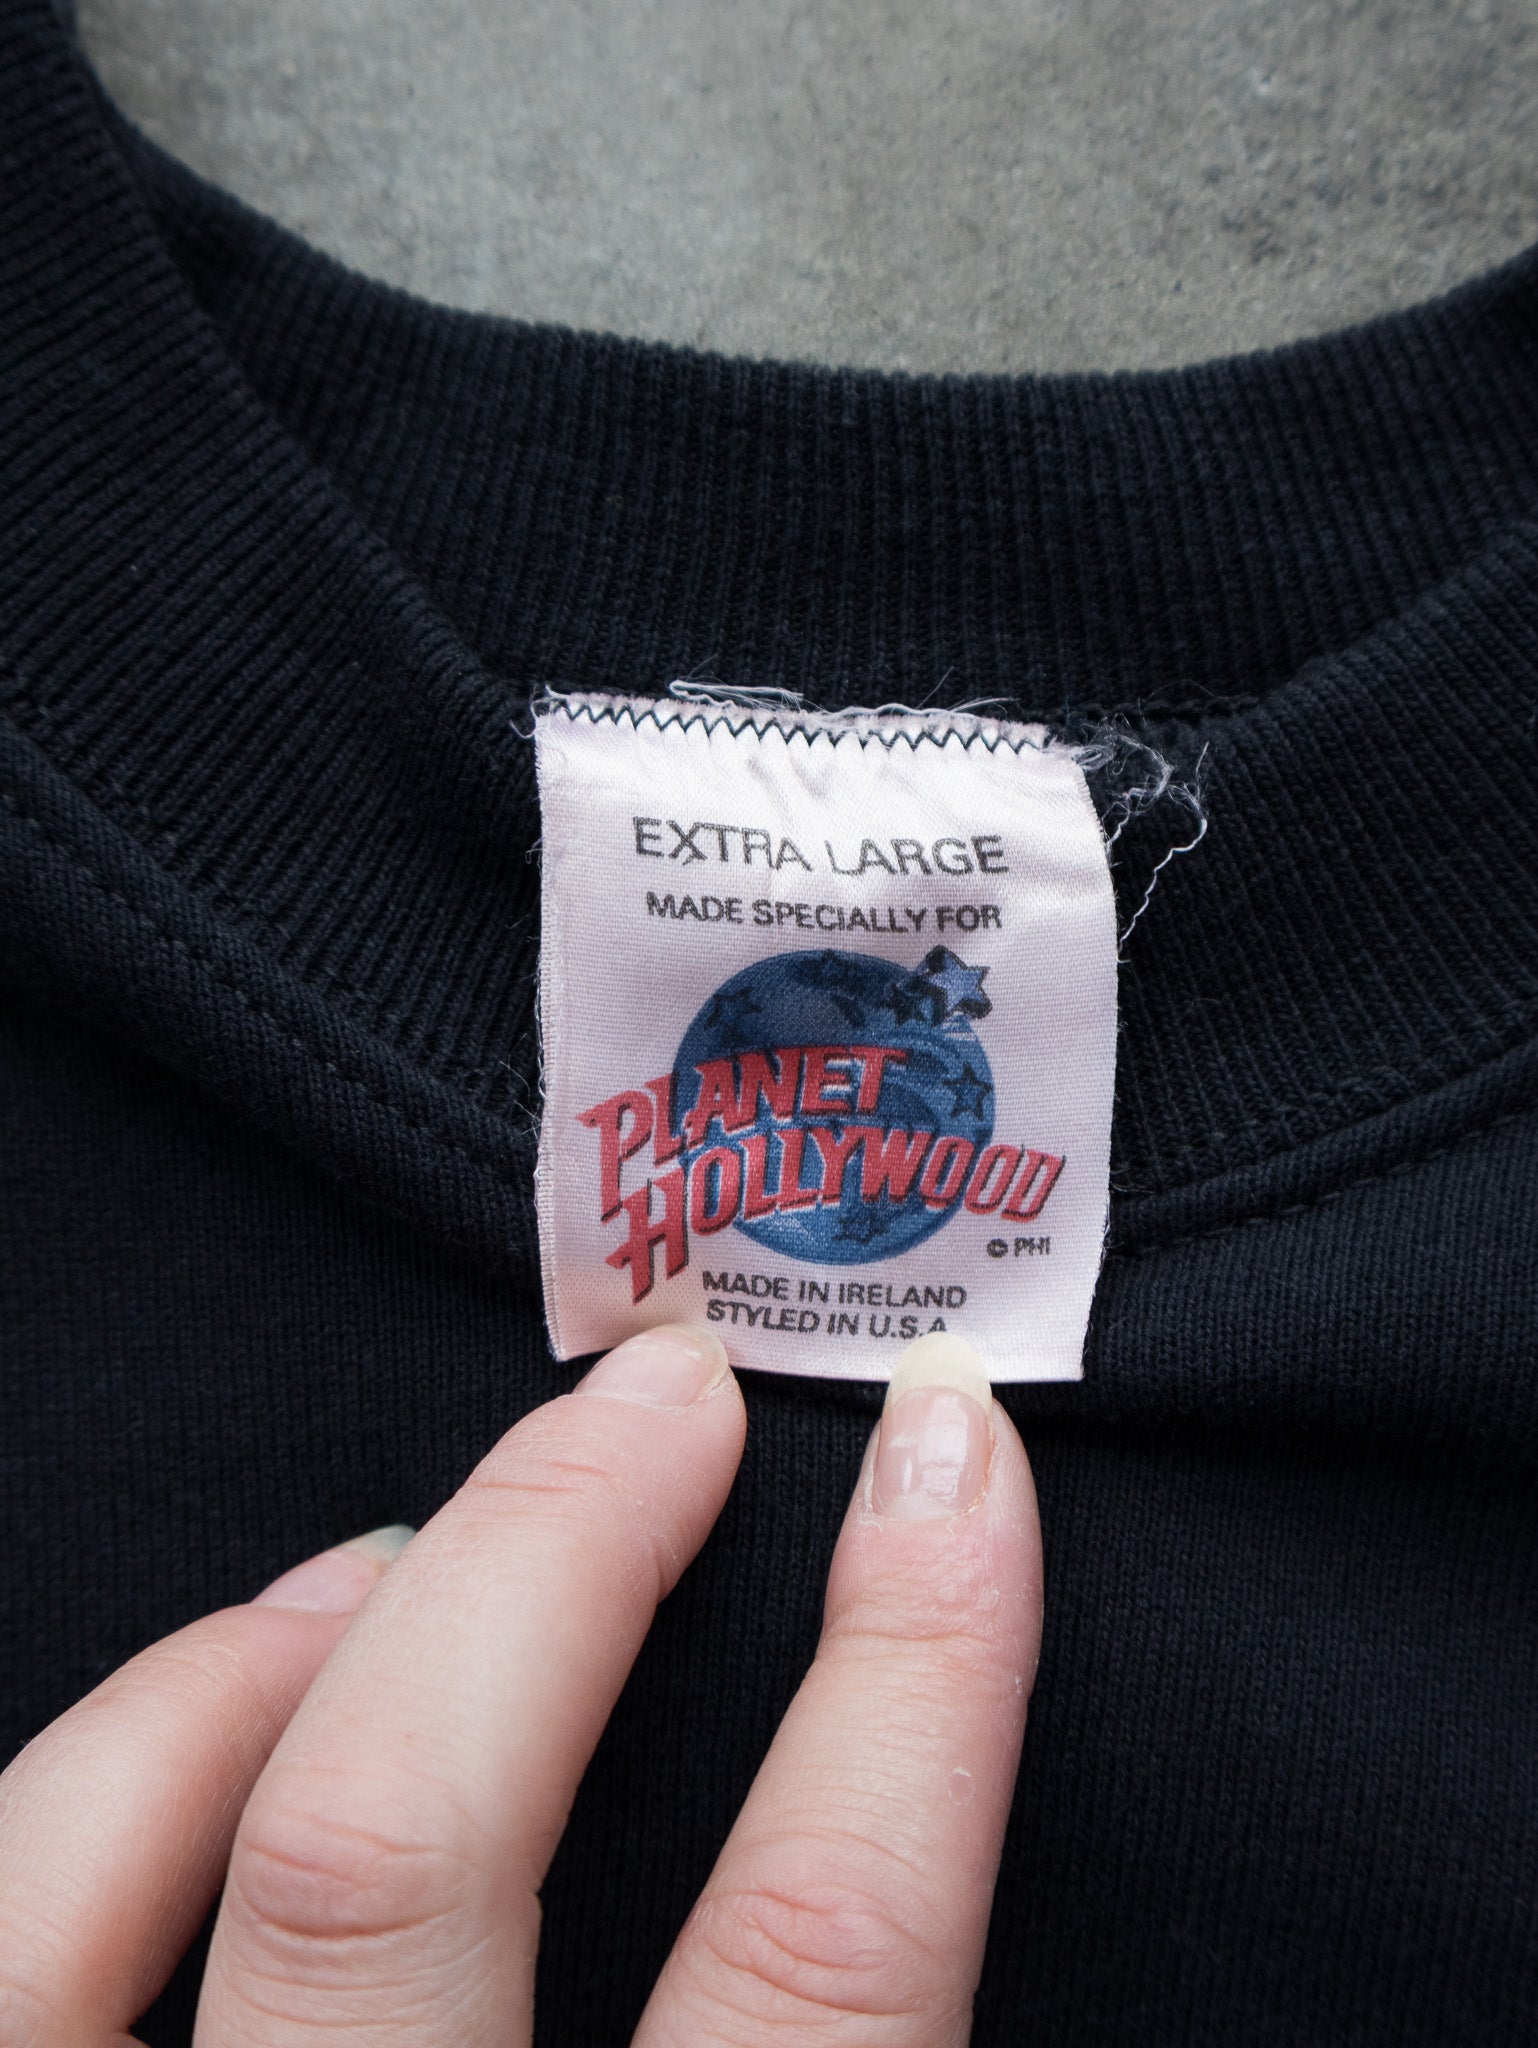 EXTRA LARGE
MADE SPECIALLY FOR
PLANET
HOLLYWOOD
© PHI
MADE IN IRELAND
STYLED IN U.S.A